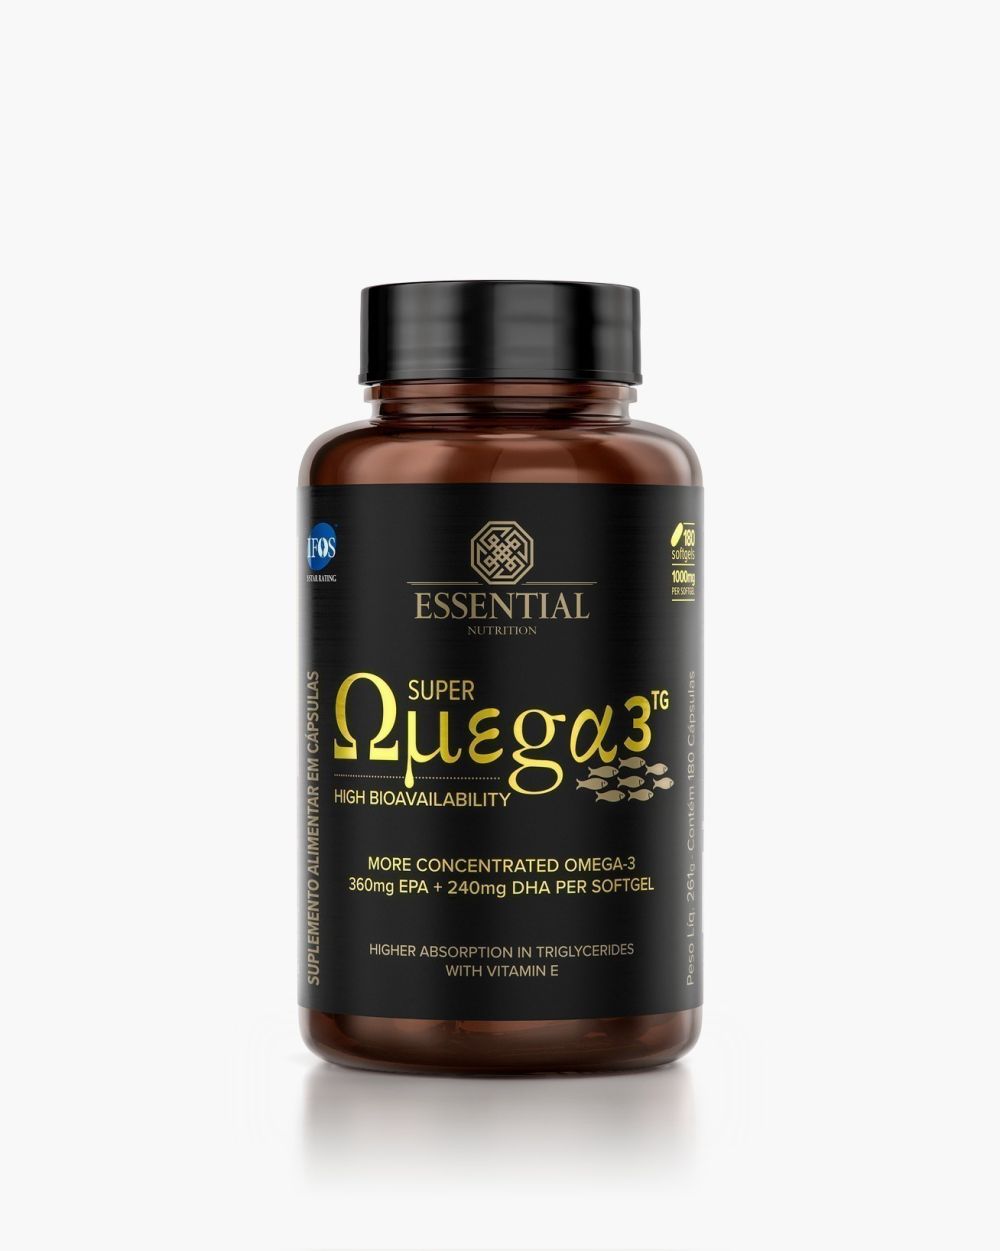 IFOS
STAR RATING
180
softgels
1000mg
PER SOFTGEL
ESSENTIAL
NUTRITION
SUPER
Ωμεgα3 TG
HIGH BIOAVAILABILITY
MORE CONCENTRATED OMEGA-3
360mg EPA + 240mg DHA PER SOFTGEL
HIGHER ABSORPTION IN TRIGLYCERIDES
WITH VITAMIN E
SUPLEMENTO ALIMENTAR EM CÁPSULAS
Peso Líq. 261g - Contém 180 Cápsulas